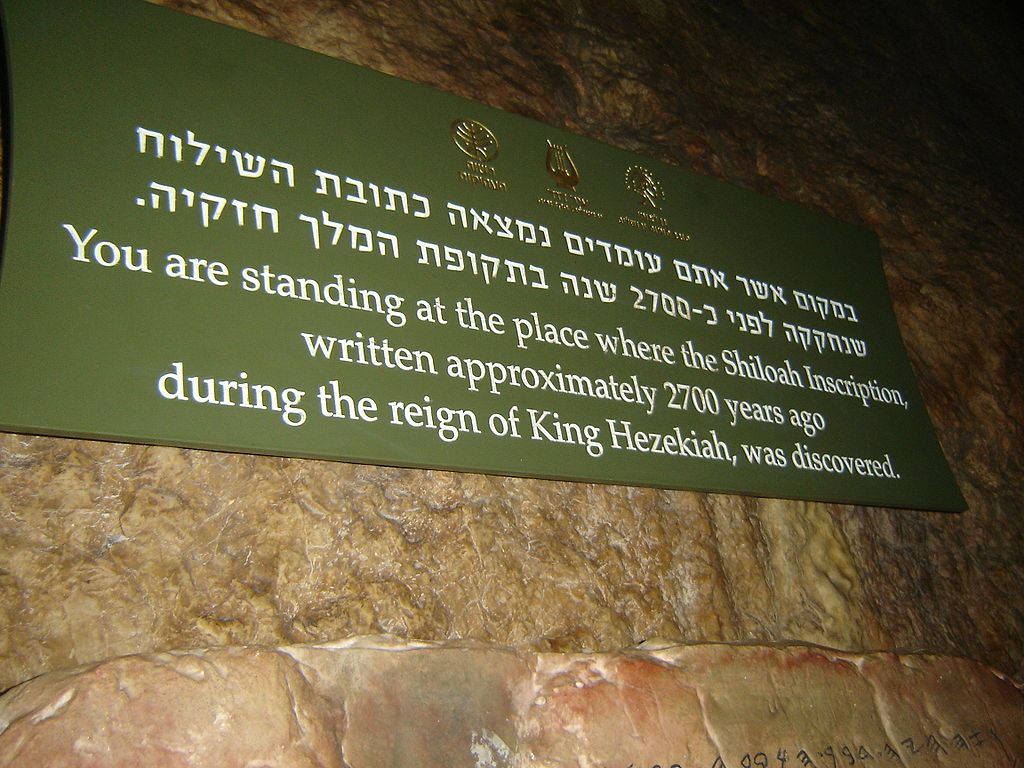 במקום אשר אתם עומדים נמצאה כתובת השילוח
שנחקקה לפני כ-2700 שנה בתקופת המלך חזקיה.
You are standing at the place where the Shiloah Inscription,
written approximately 2700 years ago
during the reign of King Hezekiah, was discovered.